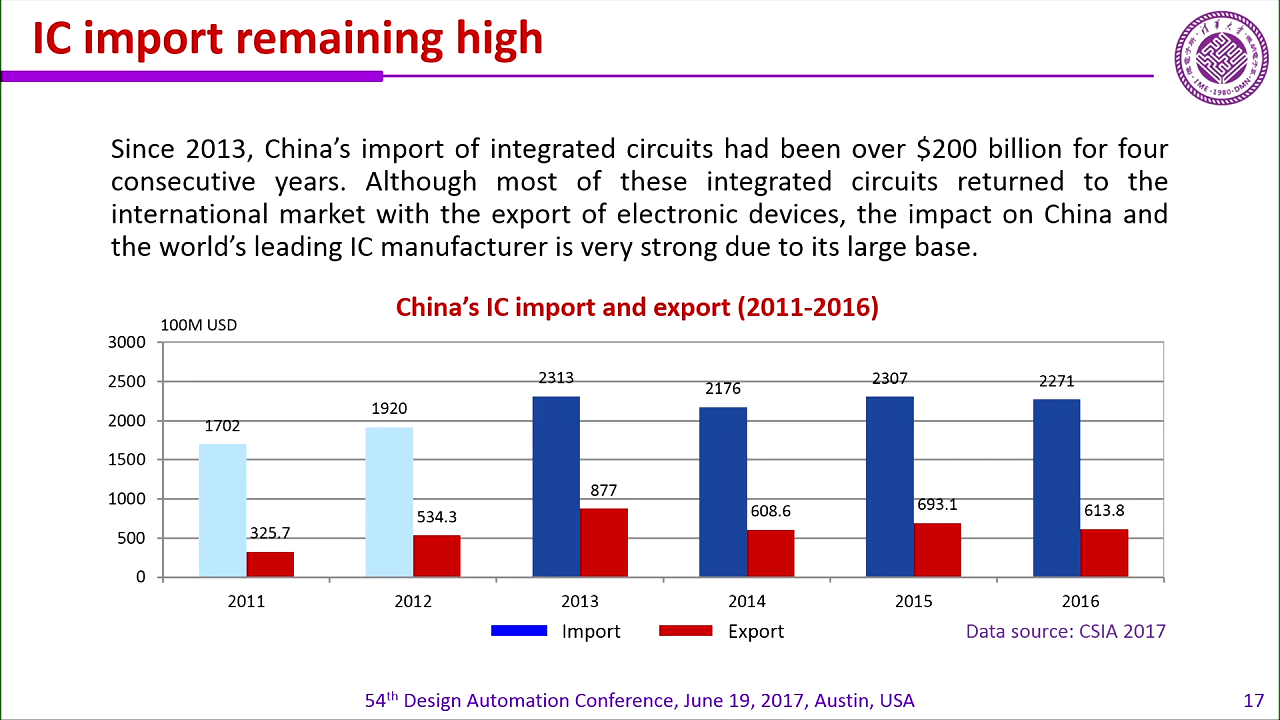 IC import remaining high
Since 2013, China’s import of integrated circuits had been over $200 billion for four
consecutive years. Although most of these integrated circuits returned to the
international market with the export of electronic devices, the impact on China and
the world’s leading IC manufacturer is very strong due to its large base.
China’s IC import and export (2011-2016)
100M USD
3000
2500
2000
1500
1000
500
0
1702
325.7
1920
534.3
2313
877
2176
608.6
2307
693.1
2271
613.8
2011 2012 2013 2014 2015 2016
Import Export
Data source: CSIA 2017
54th Design Automation Conference, June 19, 2017, Austin, USA
17
IME·1980·DMN